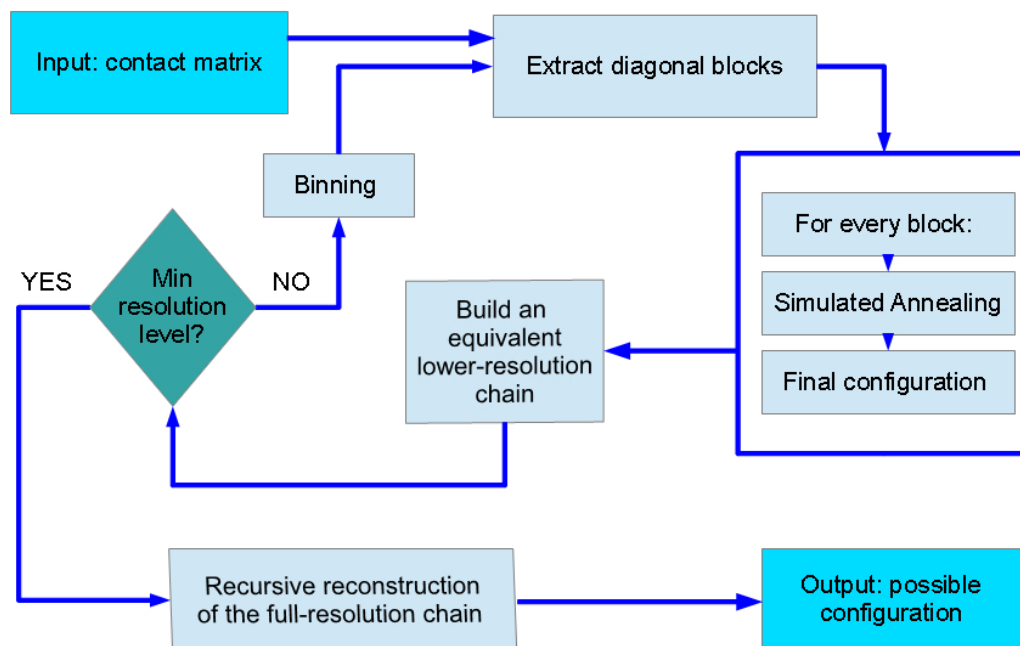 Input: contact matrix
Extract diagonal blocks
Binning
For every block:
YES
Min
resolution
level?
NO
Simulated Annealing
Build an
equivalent
lower-resolution
chain
Final configuration
Recursive reconstruction
of the full-resolution chain
Output: possible
configuration